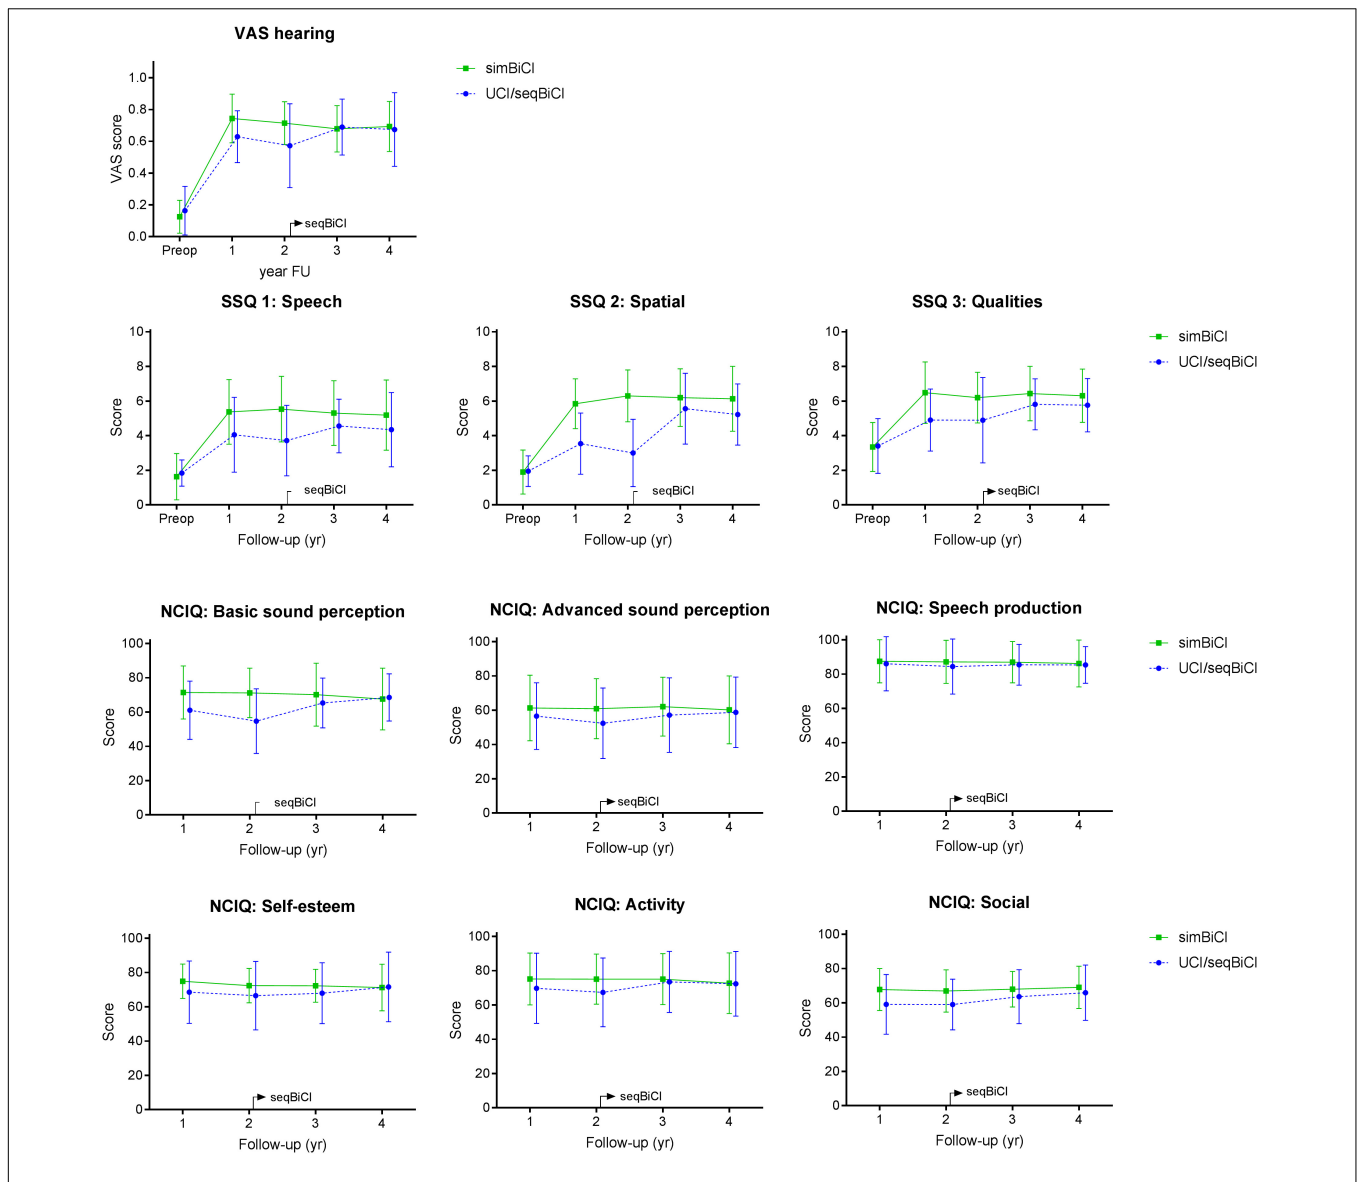 VAS hearing
simBiCI
UCI/seqBiCI
VAS score
1.0
0.8
0.6
0.4
0.2
0.0
seqBiCI
Preop 1 2 3 4
year FU
SSQ 1: Speech
Score
10
8
6
4
2
0
seqBiCI
Preop 1 2 3 4
Follow-up (yr)
SSQ 2: Spatial
Score
10
8
6
4
2
0
seqBiCI
Preop 1 2 3 4
Follow-up (yr)
SSQ 3: Qualities
Score
10
8
6
4
2
0
seqBiCI
Preop 1 2 3 4
Follow-up (yr)
simBiCI
UCI/seqBiCI
NCIQ: Basic sound perception
Score
100
80
60
40
20
0
seqBiCI
1 2 3 4
Follow-up (yr)
NCIQ: Advanced sound perception
Score
100
80
60
40
20
0
seqBiCI
1 2 3 4
Follow-up (yr)
NCIQ: Speech production
Score
100
80
60
40
20
0
seqBiCI
1 2 3 4
Follow-up (yr)
simBiCI
UCI/seqBiCI
NCIQ: Self-esteem
Score
100
80
60
40
20
0
seqBiCI
1 2 3 4
Follow-up (yr)
NCIQ: Activity
Score
100
80
60
40
20
0
seqBiCI
1 2 3 4
Follow-up (yr)
NCIQ: Social
Score
100
80
60
40
20
0
seqBiCI
1 2 3 4
Follow-up (yr)
simBiCI
UCI/seqBiCI